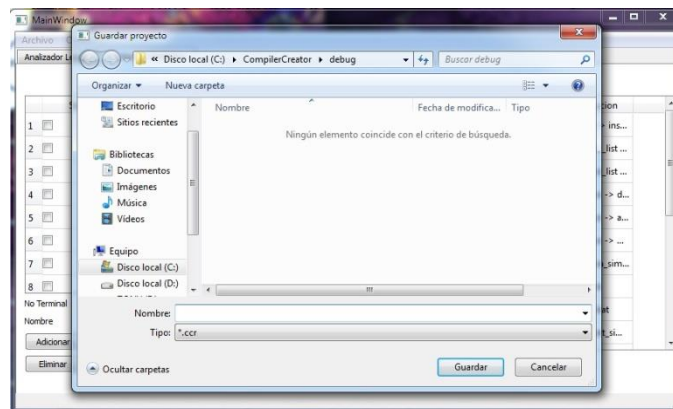 MainWindow
Guardar proyecto
Archivo
« Disco local (C:) ▸ CompilerCreator ▸ debug
Buscar debug
Analizador
Organizar
Nueva carpeta
Escritorio
Sitios recientes
Bibliotecas
Documentos
Imágenes
Música
Vídeos
Equipo
Disco local (C:)
Disco local (D:)
Nombre
Fecha de modifica...
Tipo
Ningún elemento coincide con el criterio de búsqueda.
1
2
3
4
5
6
7
8
cion
ins...
_list ...
_list ...
-> d...
-> a...
-> ...
_sim...
at
t_si...
No Terminal
Nombre
Adicionar
Eliminar
Nombre:
Tipo: *.ccr
Ocultar carpetas
Guardar
Cancelar